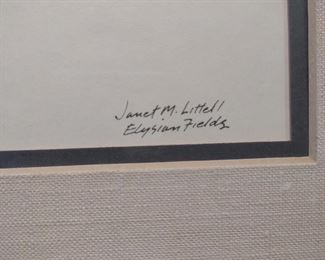 Janet M. Littell
Elysian Fields